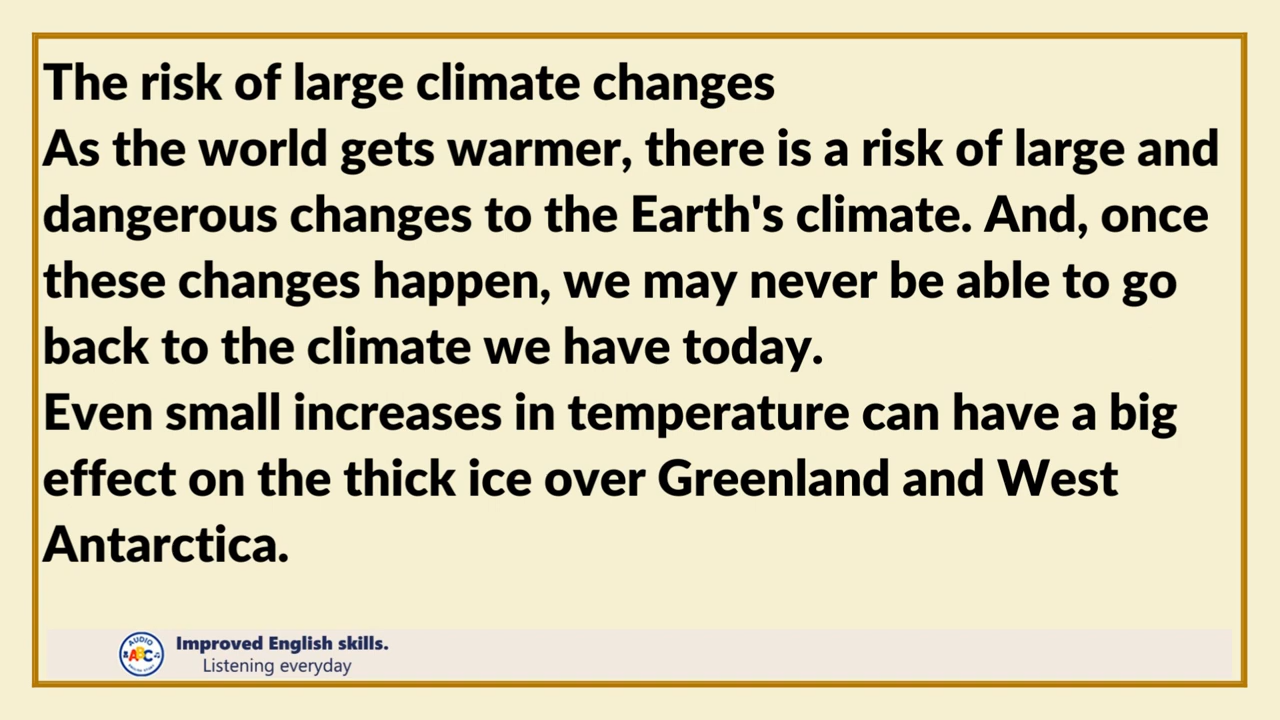 The risk of large climate changes
As the world gets warmer, there is a risk of large and
dangerous changes to the Earth's climate. And, once
these changes happen, we may never be able to go
back to the climate we have today.
Even small increases in temperature can have a big
effect on the thick ice over Greenland and West
Antarctica.
AUDIO
ABC
Improved English skills.
Listening everyday